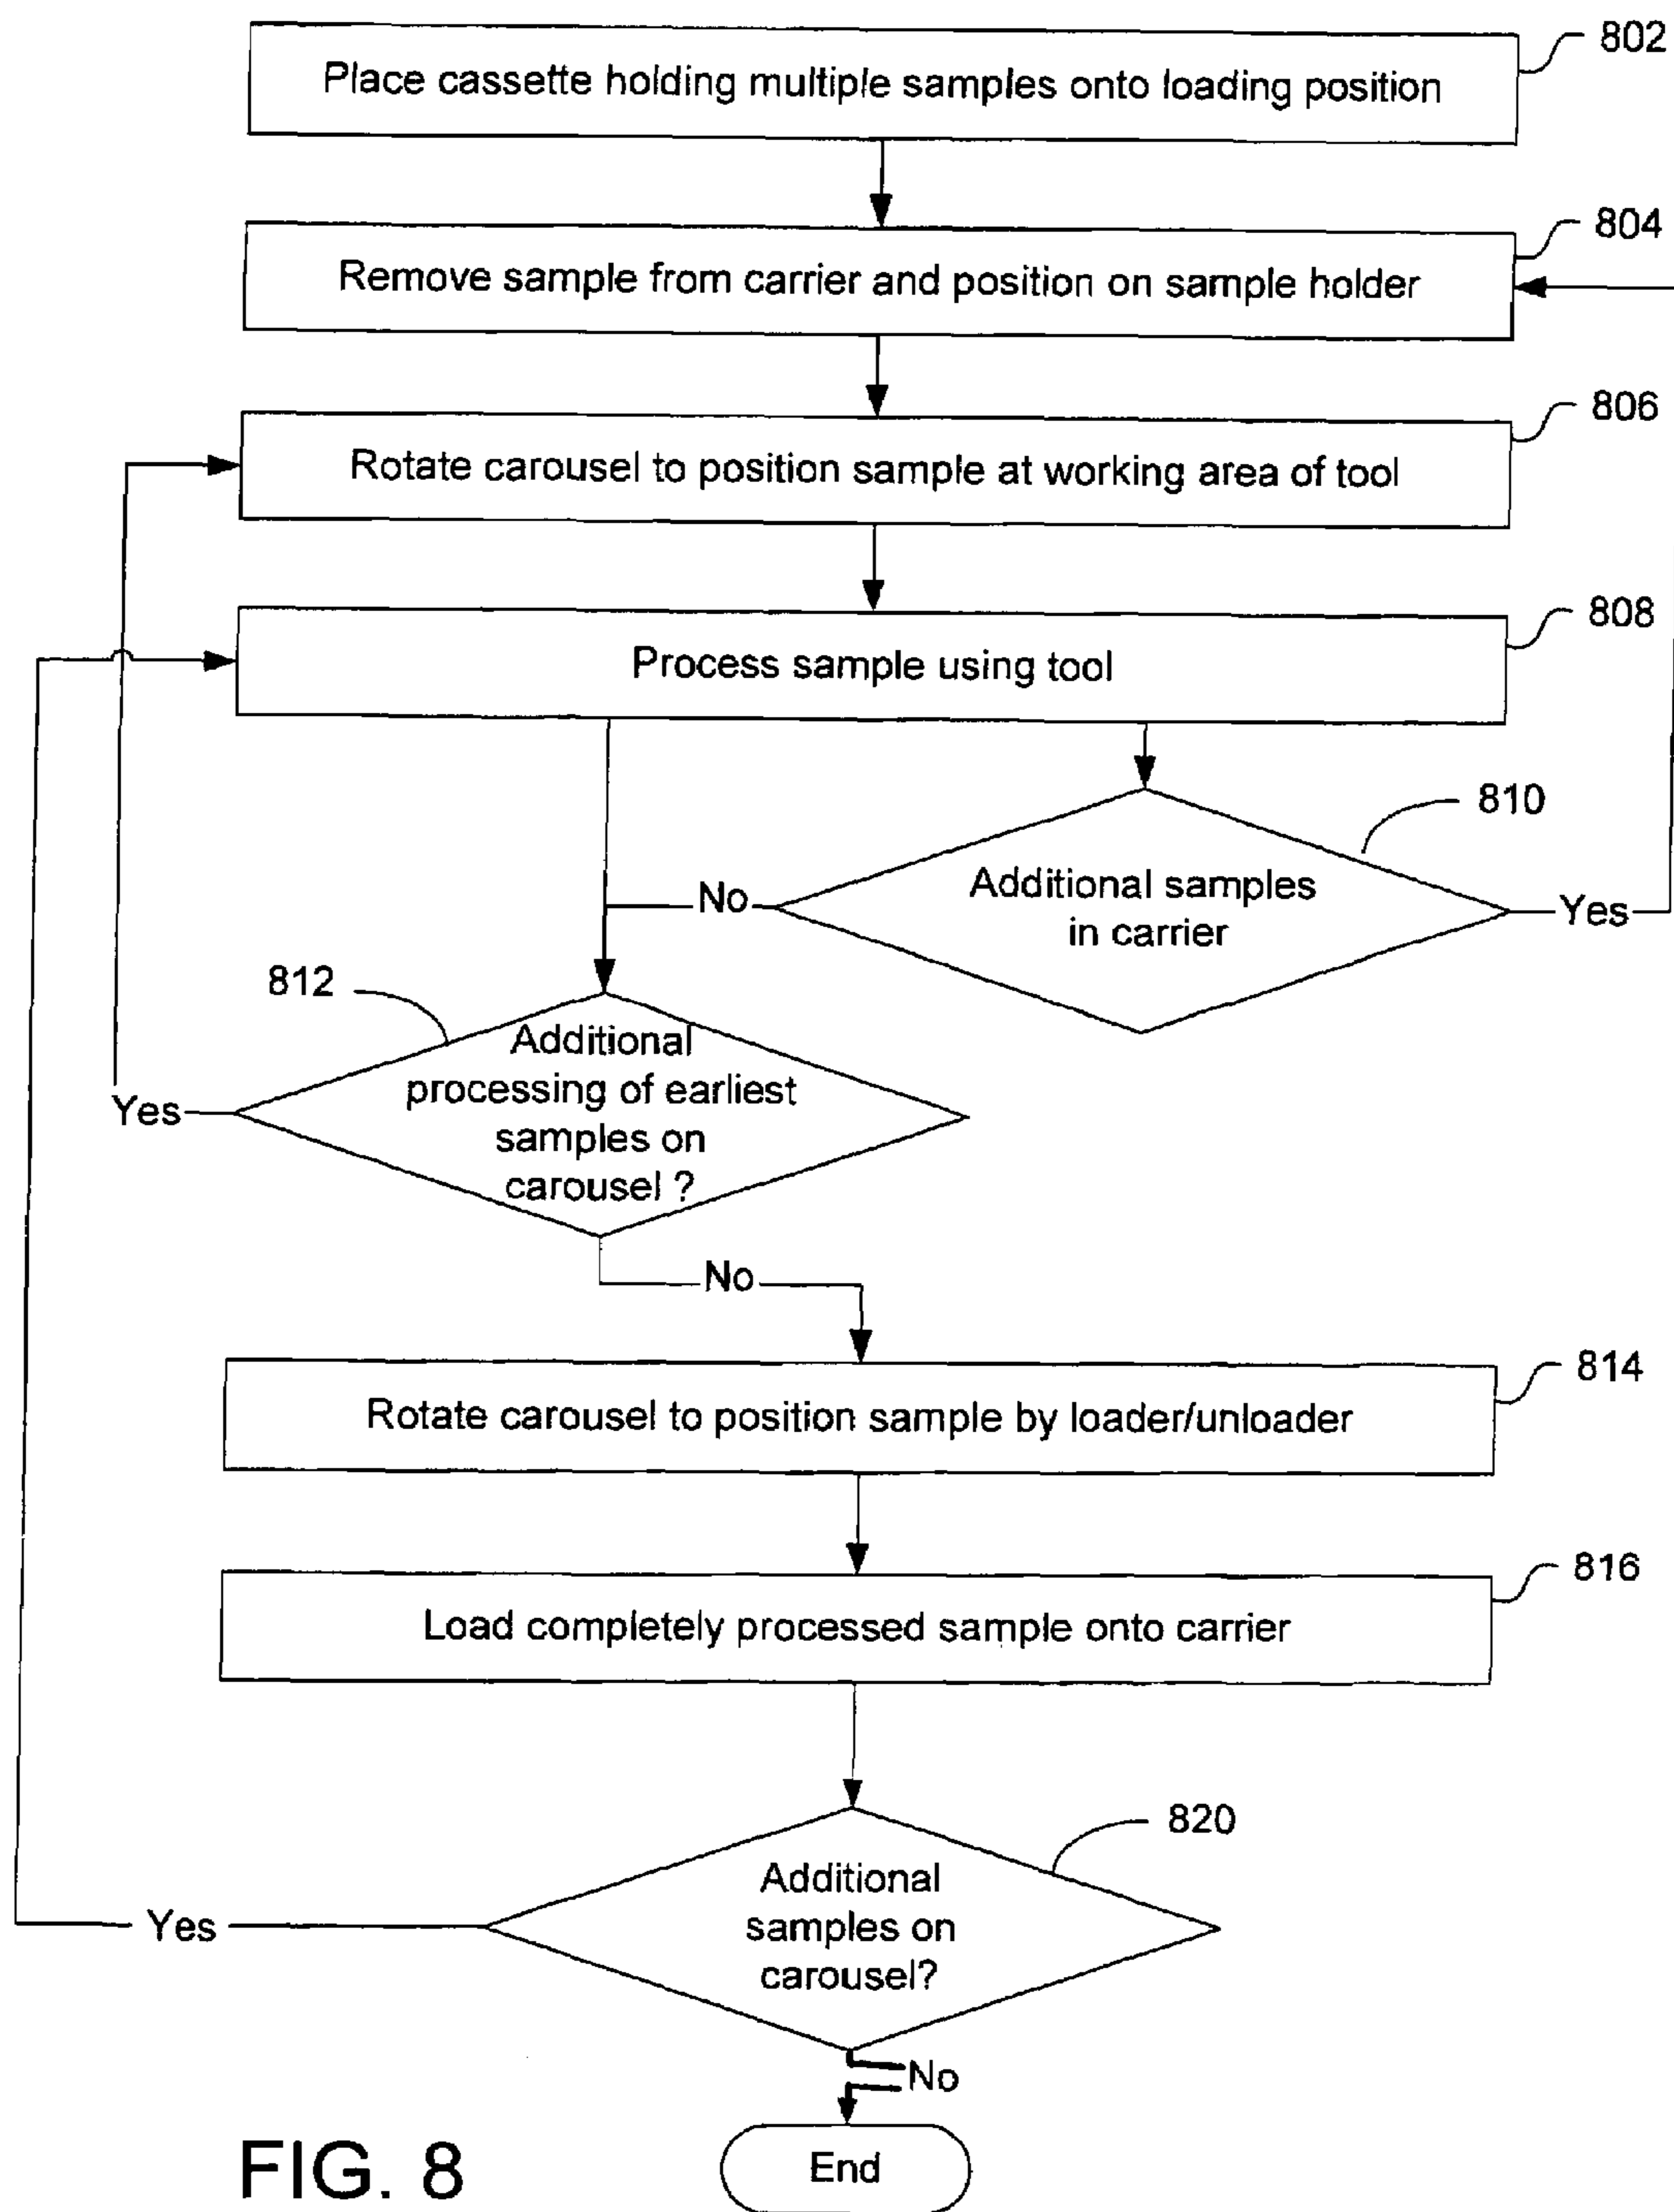 Place cassette holding multiple samples onto loading position
802
Remove sample from carrier and position on sample holder
804
Rotate carousel to position sample at working area of tool
806
Process sample using tool
808
Additional samples
in carrier
810
No
Yes
812
Additional
processing of earliest
samples on
carousel ?
Yes
No
Rotate carousel to position sample by loader/unloader
814
Load completely processed sample onto carrier
816
Additional
samples on
carousel?
820
Yes
No
End
FIG. 8